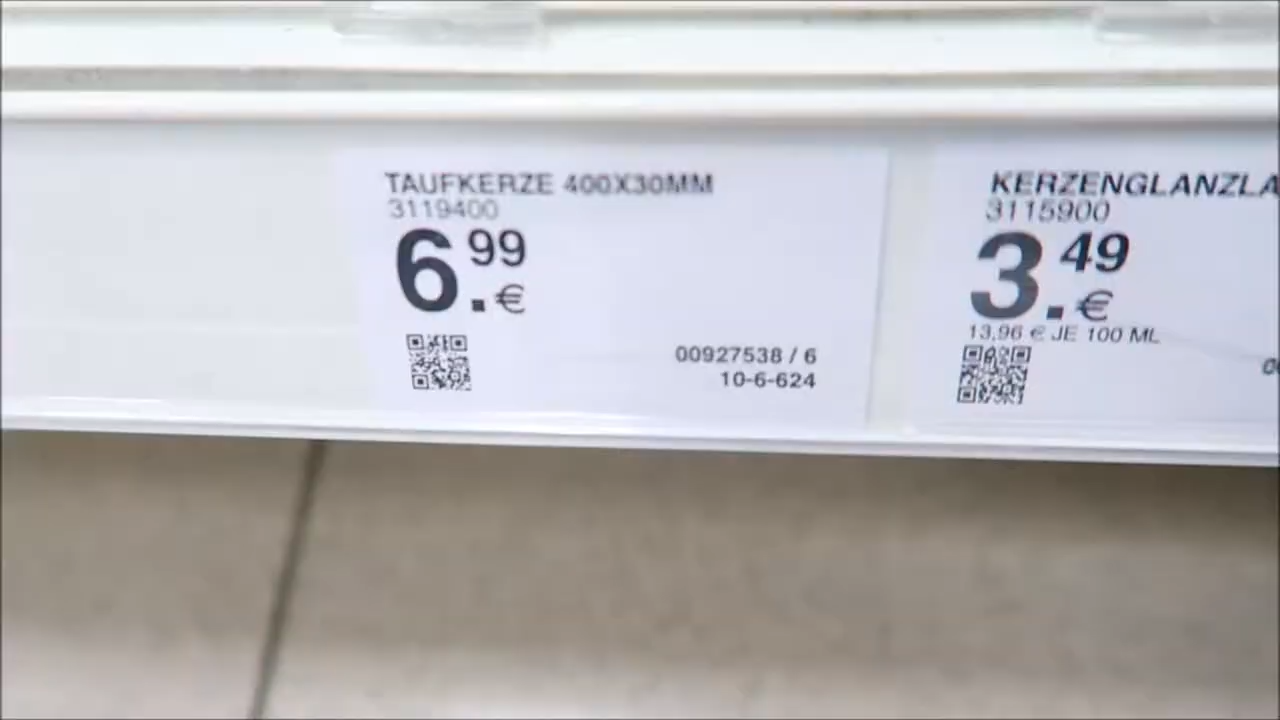 TAUFKERZE 400X30MM
3119400
6.99
€
00927538 / 6
10-6-624
KERZENGLANZLA
3115900
3.49
€
13,96 € JE 100 ML